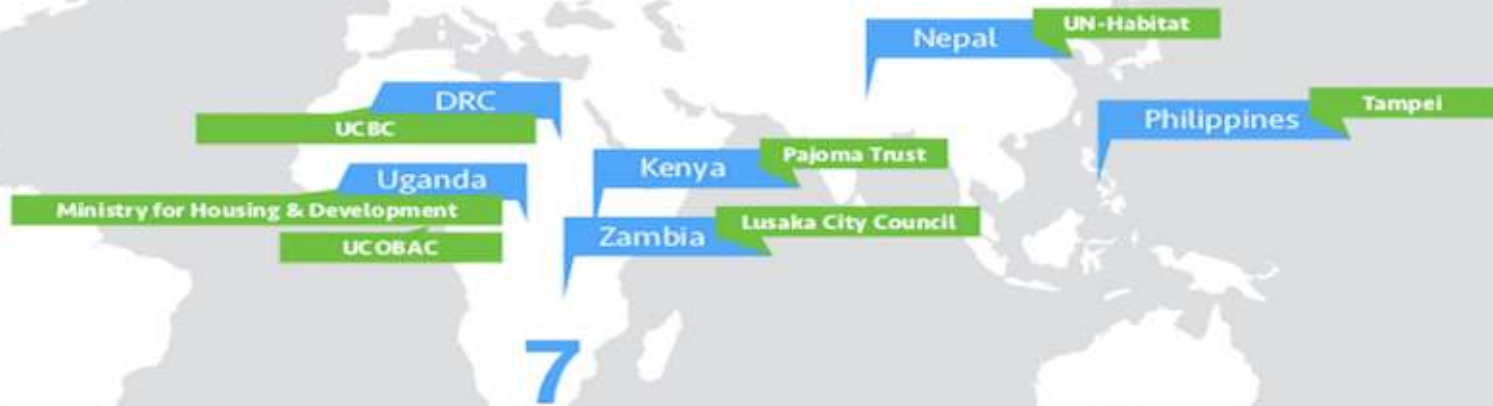 UN-Habitat
Nepal
DRC
UCBC
Tampei
Philippines
Pajoma Trust
Kenya
Uganda
Ministry for Housing & Development
Lusaka City Council
Zambia
UCOBAC
7